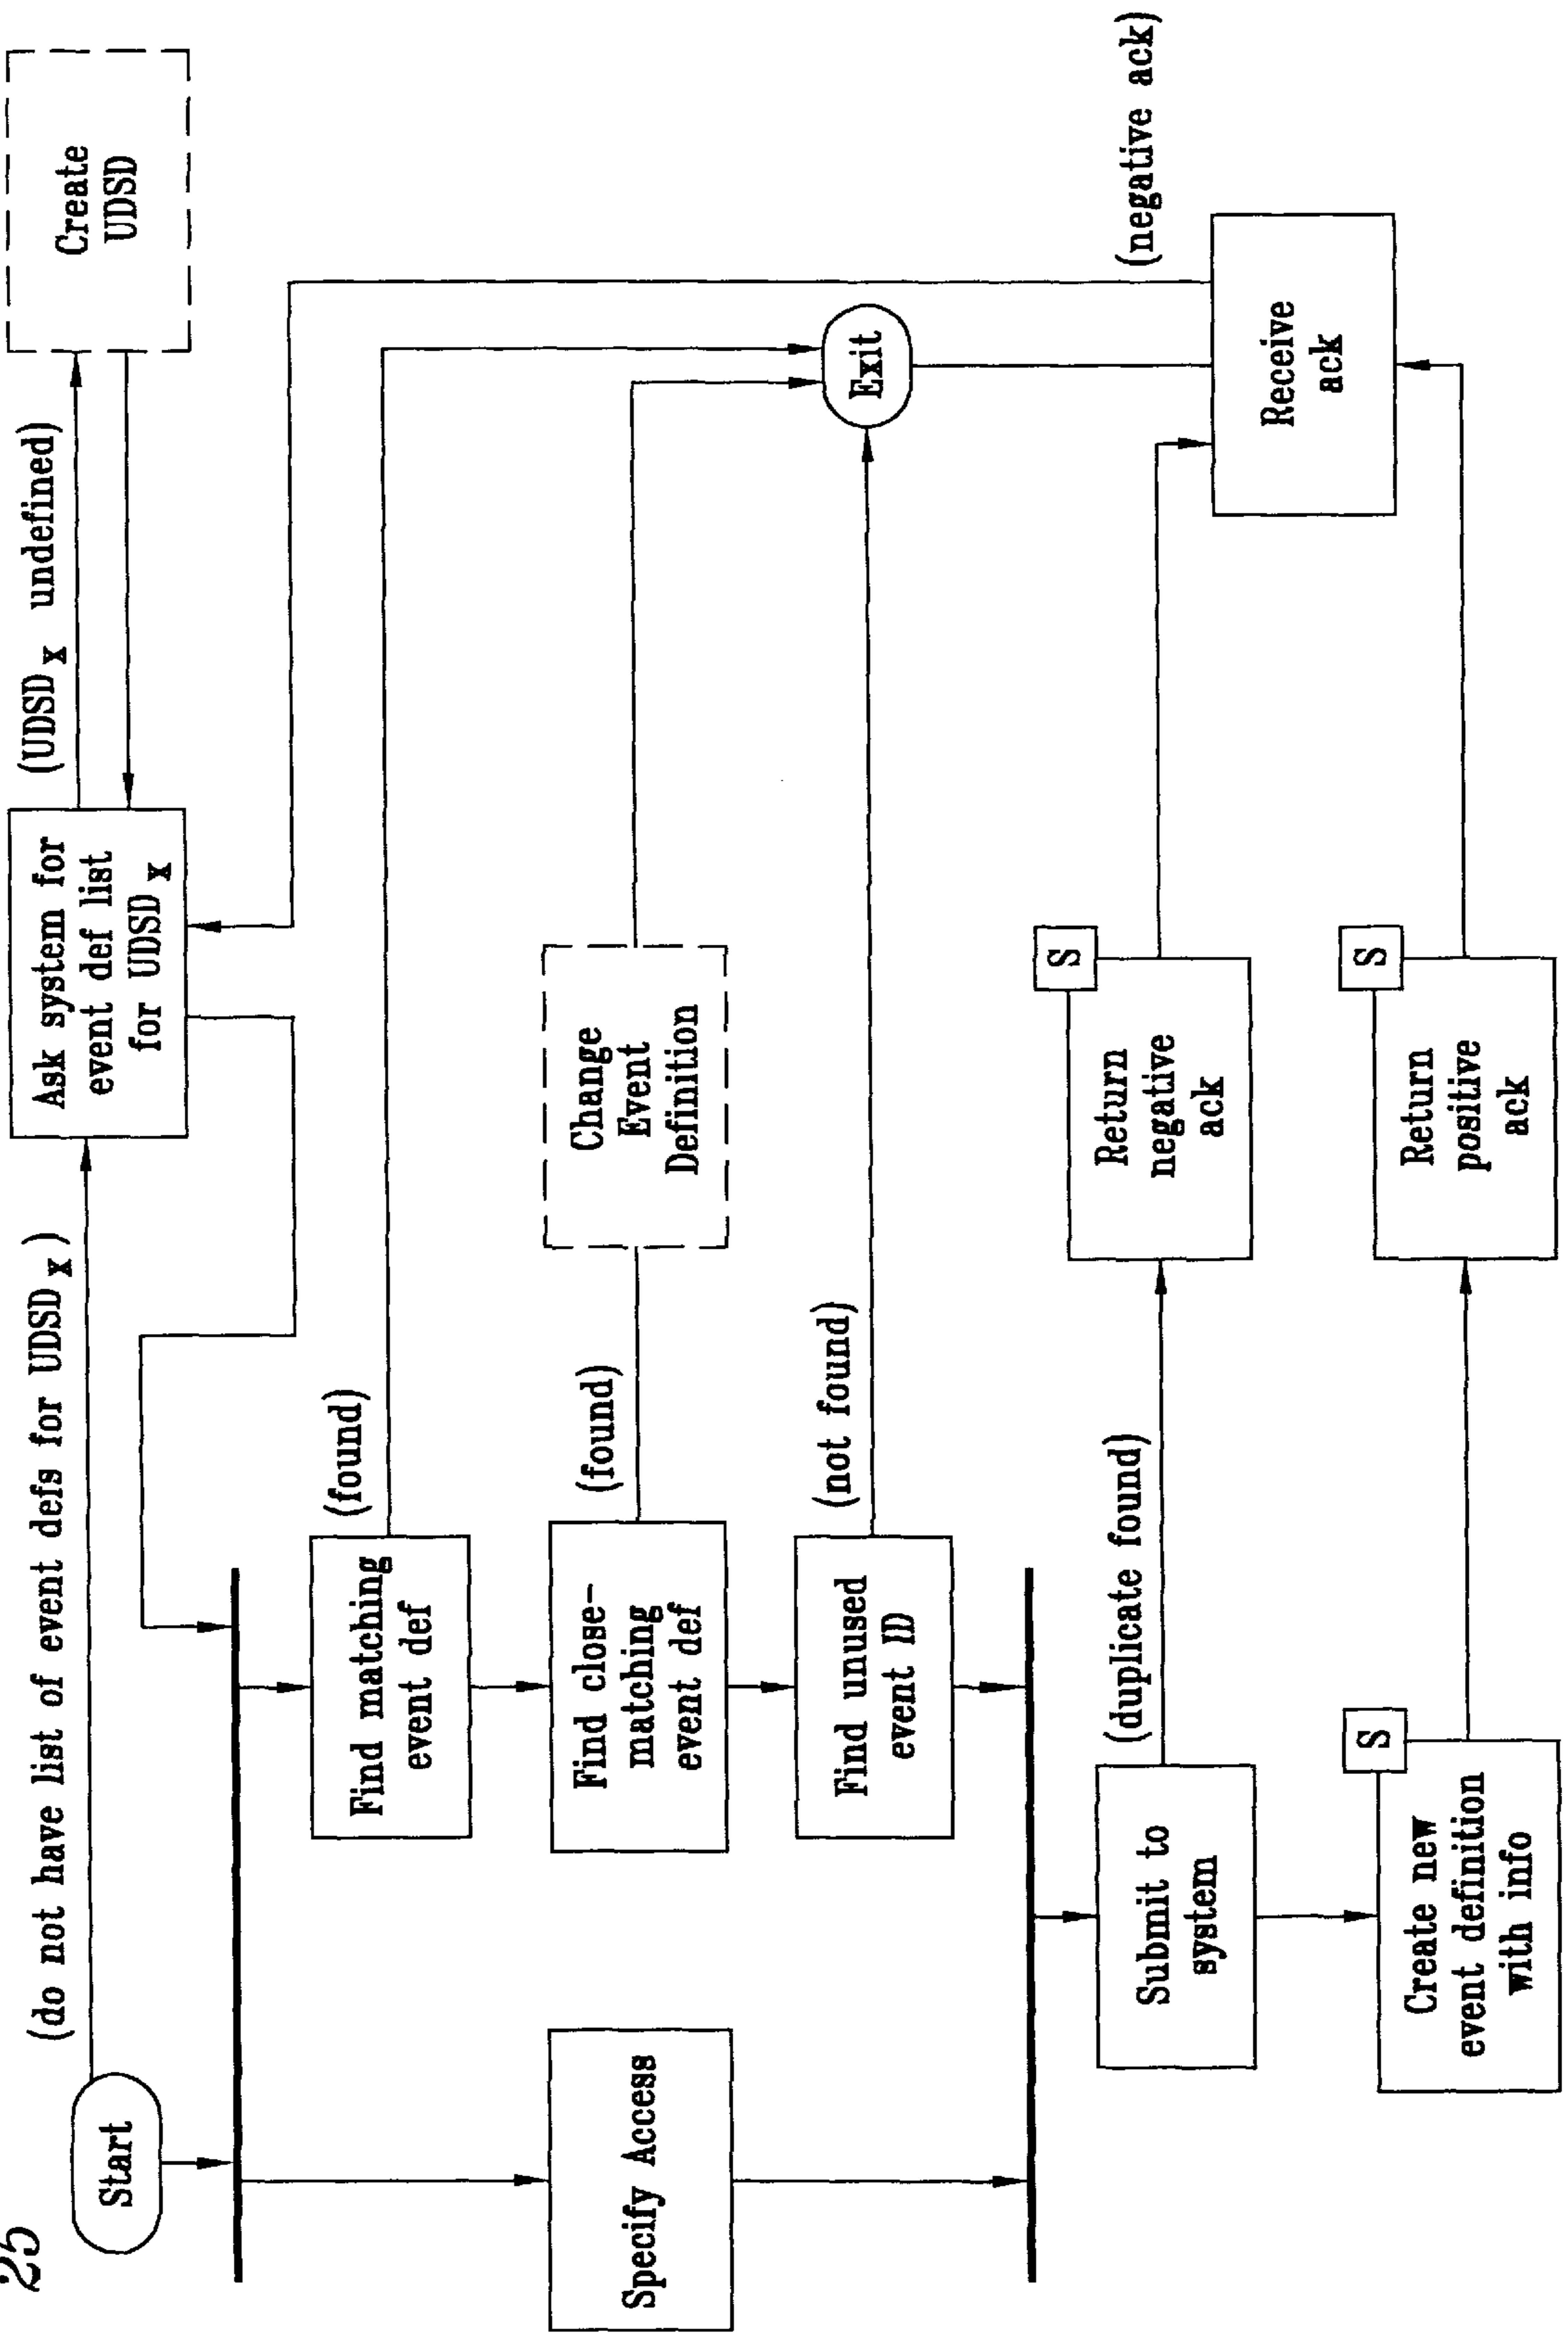 25
Start
(do not have list of event defs for UDSD x)
Ask system for
event def list
for UDSD x
(UDSD x undefined)
Create
UDSD
Find matching
event def
(found)
Specify Access
Find close-
matching
event def
(found)
Change
Event
Definition
Find unused
event ID
(not found)
Exit
Submit to
system
(duplicate found)
S
Return
negative
ack
(negative ack)
Receive
ack
S
Create new
event definition
with info
S
Return
positive
ack